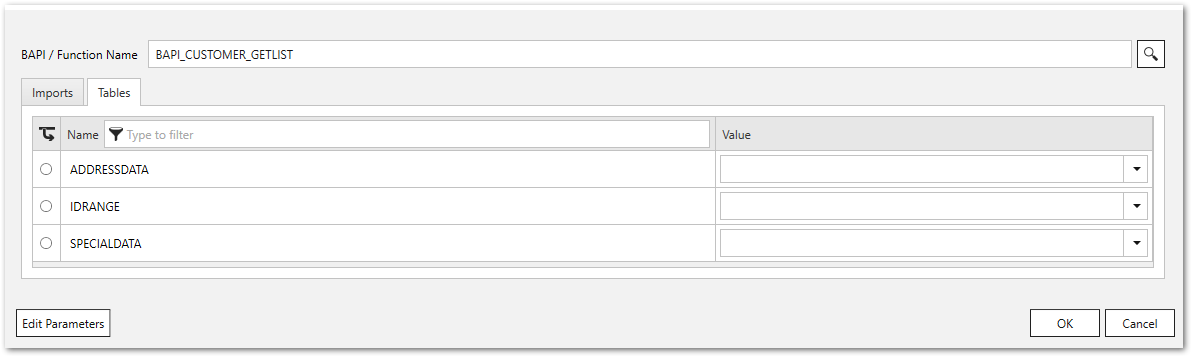 BAPI / Function Name BAPI_CUSTOMER_GETLIST
Imports Tables
Name Type to filter Value
ADDRESSDATA
IDRANGE
SPECIALDATA
Edit Parameters OK Cancel